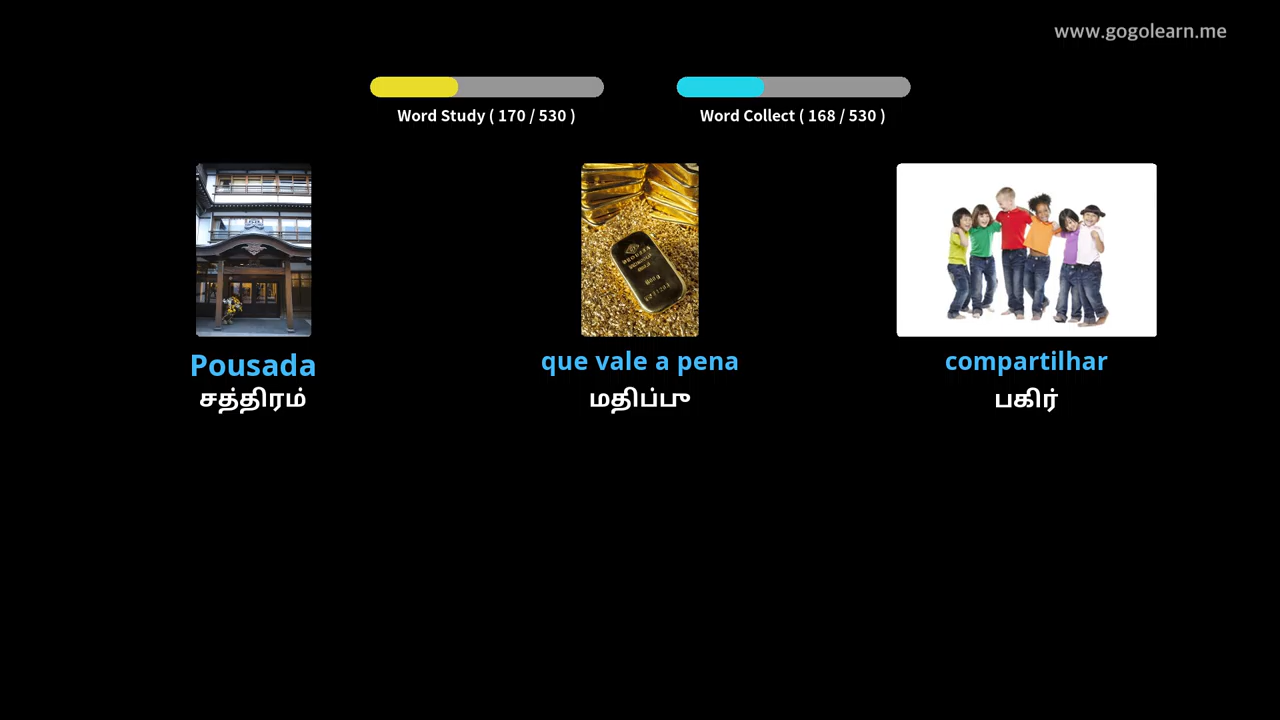 www.gogolearn.me
Word Study ( 170 / 530 )
Word Collect ( 168 / 530 )
Pousada
சத்திரம்
que vale a pena
மதிப்பு
compartilhar
பகிர்